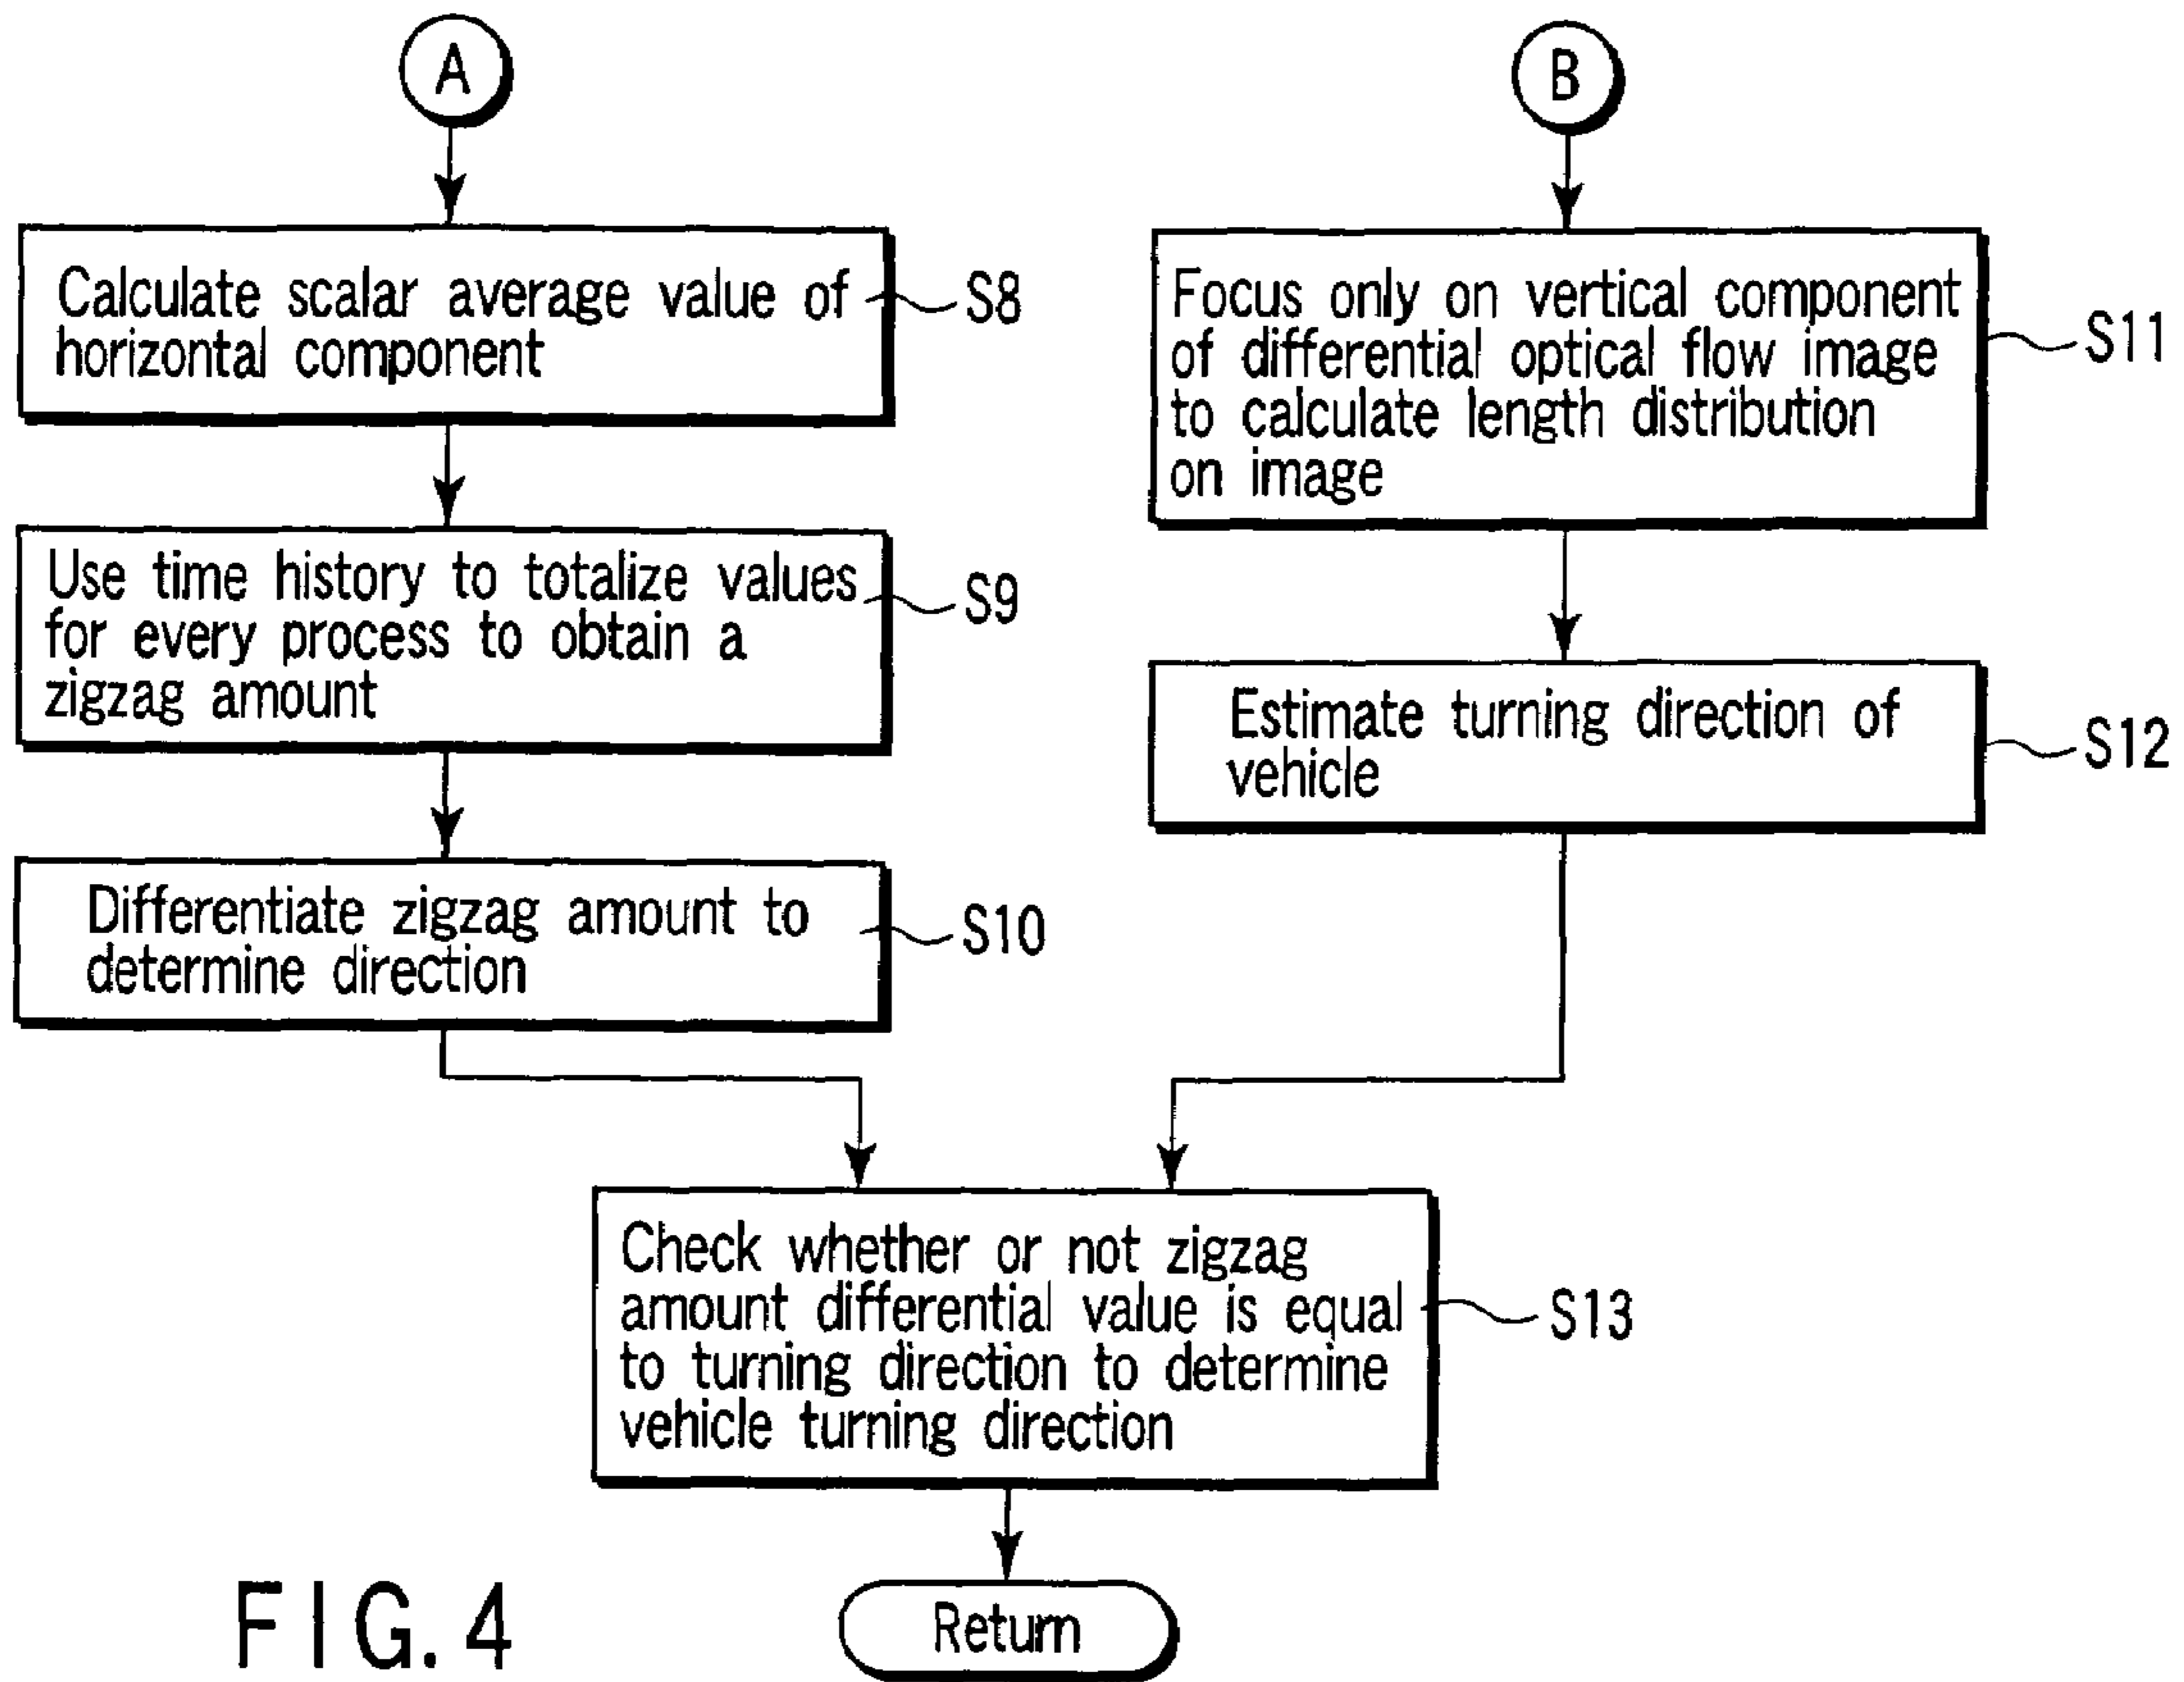 A
Calculate scalar average value of
horizontal component
S8
Use time history to totalize values
for every process to obtain a
zigzag amount
S9
Differentiate zigzag amount to
determine direction
S10
B
Focus only on vertical component
of differential optical flow image
to calculate length distribution
on image
S11
Estimate turning direction of
vehicle
S12
Check whether or not zigzag
amount differential value is equal
to turning direction to determine
vehicle turning direction
S13
Return
FIG. 4